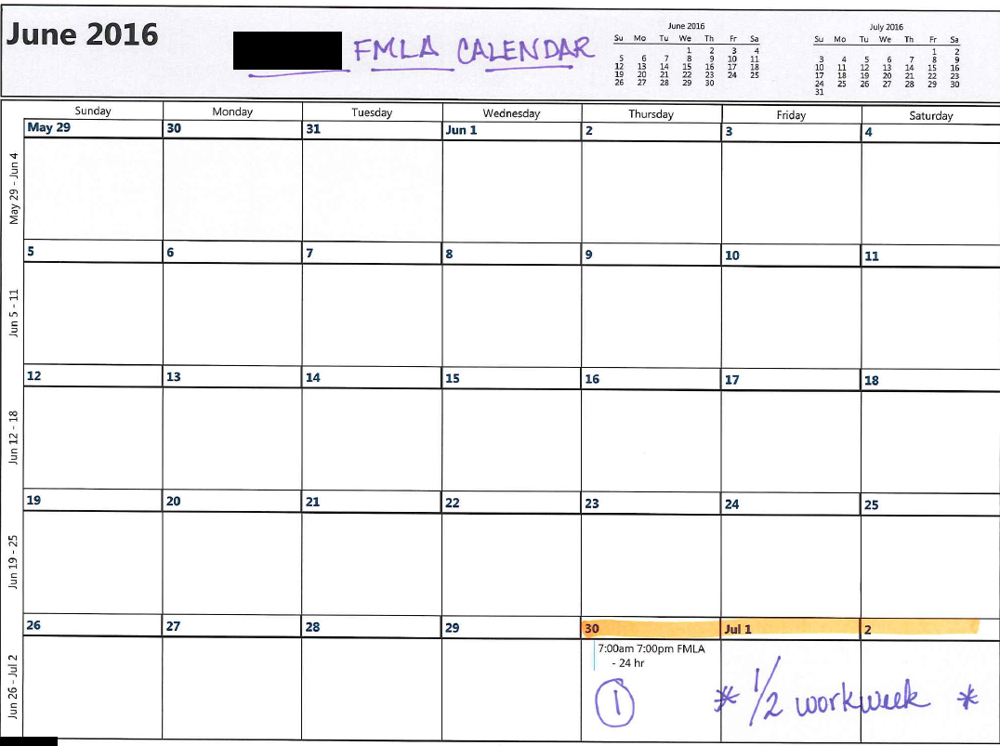 June 2016
FMLA CALENDAR
June 2016
Su Mo Tu We Th Fr Sa
1 2 3 4
5 6 7 8 9 10 11
12 13 14 15 16 17 18
19 20 21 22 23 24 25
26 27 28 29 30
July 2016
Su Mo Tu We Th Fr Sa
1 2
3 4 5 6 7 8 9
10 11 12 13 14 15 16
17 18 19 20 21 22 23
24 25 26 27 28 29 30
31
Sunday Monday Tuesday Wednesday Thursday Friday Saturday
May 29 - Jun 4
May 29 30 31 Jun 1 2 3 4
Jun 5 - 11
5 6 7 8 9 10 11
Jun 12 - 18
12 13 14 15 16 17 18
Jun 19 - 25
19 20 21 22 23 24 25
Jun 26 - Jul 2
26 27 28 29 30 Jul 1 2
7:00am 7:00pm FMLA
- 24 hr
1
* 1/2 workweek *